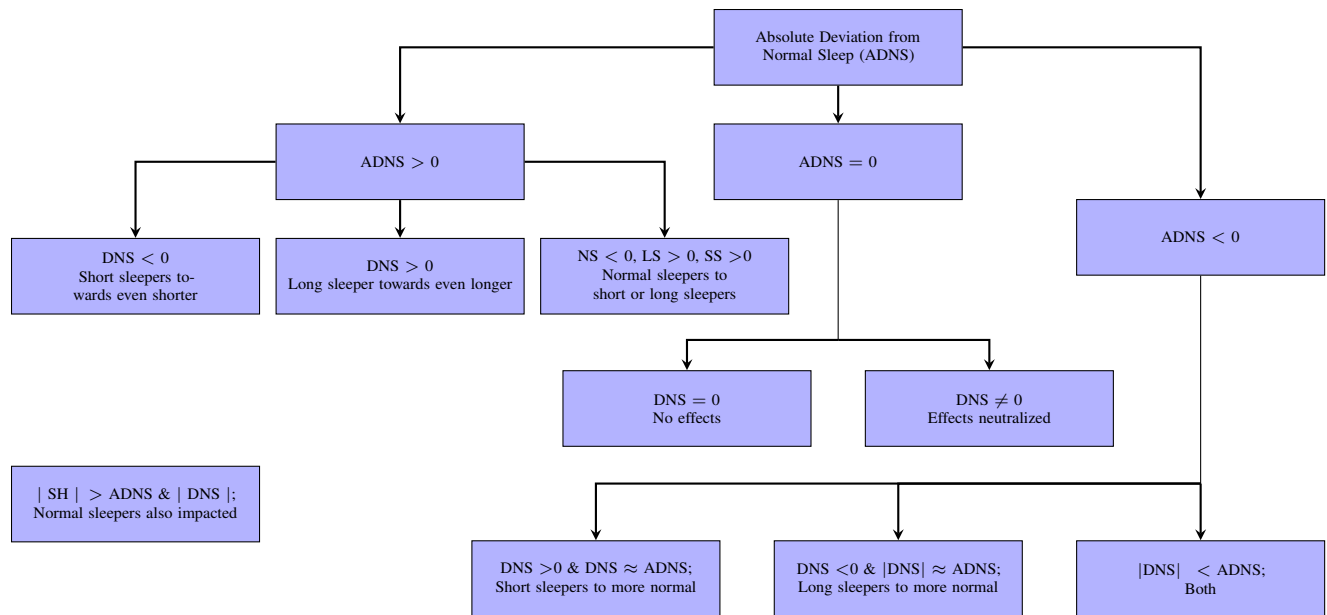 Absolute Deviation from
Normal Sleep (ADNS)
ADNS > 0
ADNS = 0
ADNS < 0
DNS < 0
Short sleepers to-
wards even shorter
DNS > 0
Long sleeper towards even longer
NS < 0, LS > 0, SS >0
Normal sleepers to
short or long sleepers
DNS = 0
No effects
DNS ≠ 0
Effects neutralized
| SH | > ADNS & | DNS |;
Normal sleepers also impacted
DNS >0 & DNS ≈ ADNS;
Short sleepers to more normal
DNS <0 & |DNS| ≈ ADNS;
Long sleepers to more normal
|DNS| < ADNS;
Both